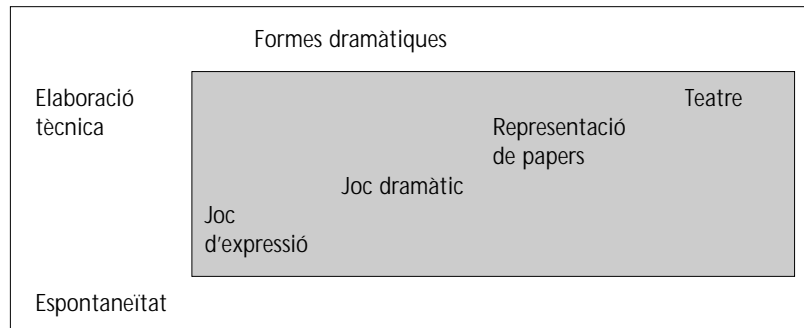 Formes dramàtiques
Elaboració
tècnica
Teatre
Representació
de papers
Joc dramàtic
Joc
d'expressió
Espontaneïtat